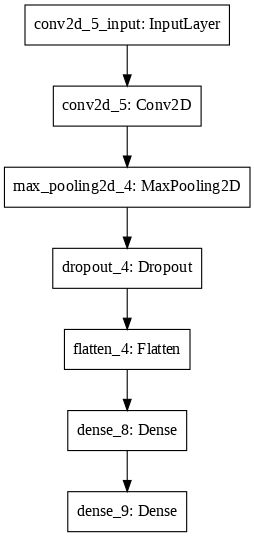 conv2d_5_input: InputLayer
conv2d_5: Conv2D
max_pooling2d_4: MaxPooling2D
dropout_4: Dropout
flatten_4: Flatten
dense_8: Dense
dense_9: Dense